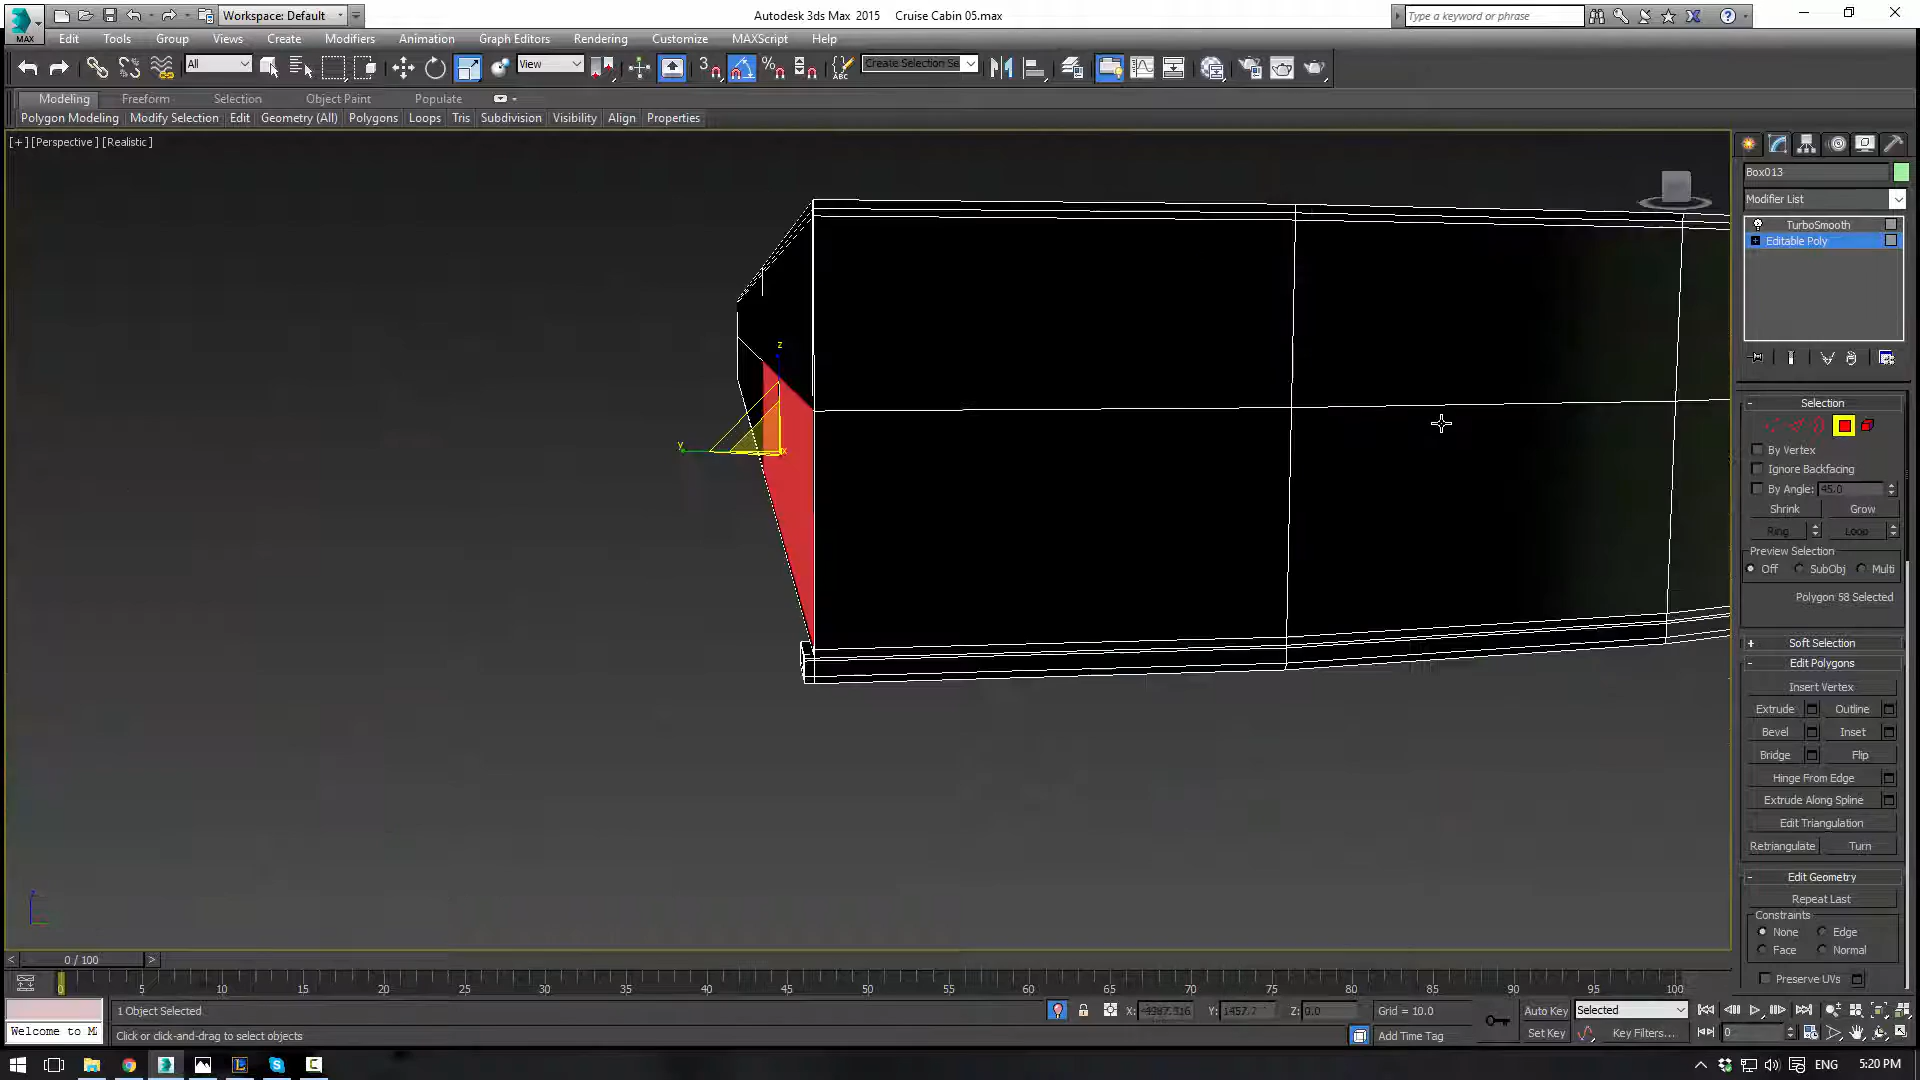 Workspace: Default
Autodesk 3ds Max 2015 Cruise Cabin 05.max
Type a keyword or phrase
MAX
Edit Tools Group Views Create Modifiers Animation Graph Editors Rendering Customize MAXScript Help
All View 3 ABC Create Selection Se
Modeling Freeform Selection Object Paint Populate
Polygon Modeling Modify Selection Edit Geometry (All) Polygons Loops Tris Subdivision Visibility Align Properties
[+] [Perspective] [Realistic]
Box013
Modifier List
TurboSmooth
Editable Poly
z
y
x
Selection
By Vertex
Ignore Backfacing
By Angle: 45.0
Shrink Grow
Ring Loop
Preview Selection
Off SubObj Multi
Polygon 58 Selected
Soft Selection
Edit Polygons
Insert Vertex
Extrude Outline
Bevel Inset
Bridge Flip
Hinge From Edge
Extrude Along Spline
Edit Triangulation
Retriangulate Turn
Edit Geometry
Repeat Last
Constraints
None Edge
Face Normal
Preserve UVs
z
< 0 / 100 >
0 5 10 15 20 25 30 35 40 45 50 55 60 65 70 75 80 85 90 95 100
1 Object Selected X: Y: Z: 0.0 Grid = 10.0 Auto Key Selected
Welcome to M: Click or click-and-drag to select objects Add Time Tag Set Key Key Filters... 0
ENG 5:20 PM